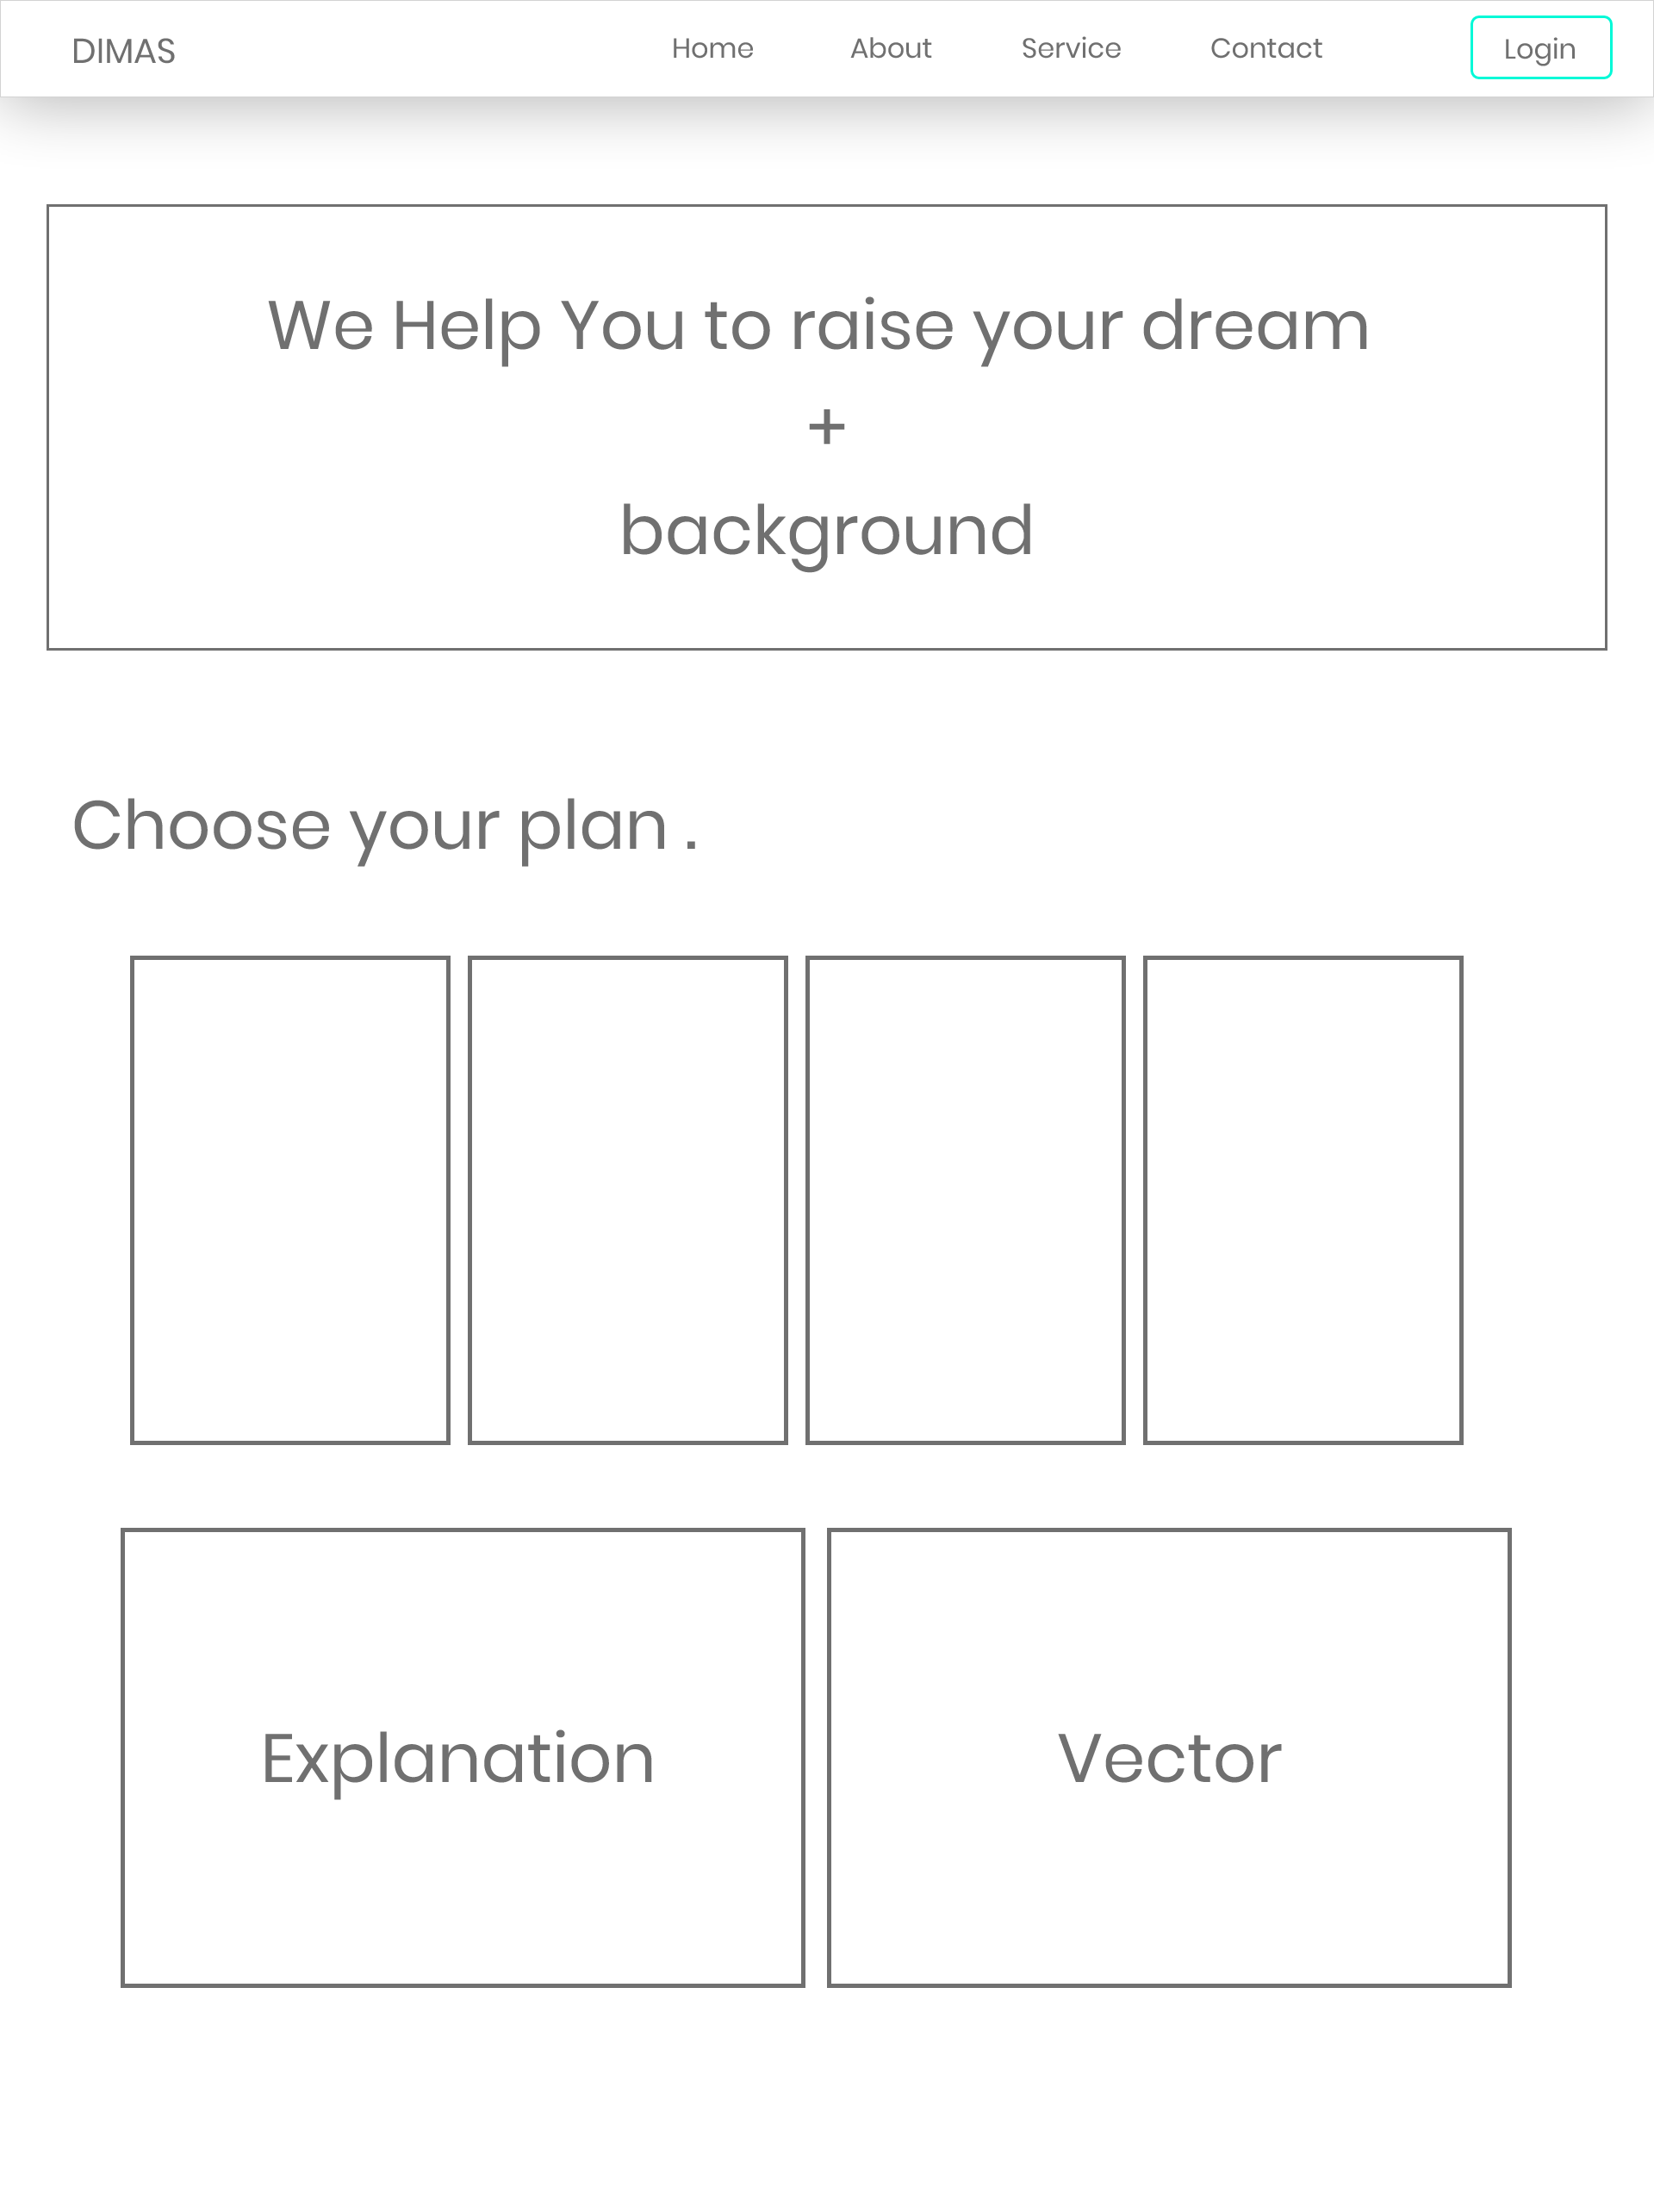 DIMAS
Home
About
Service
Contact
Login
We Help You to raise your dream
+
background
Choose your plan .
Explanation
Vector